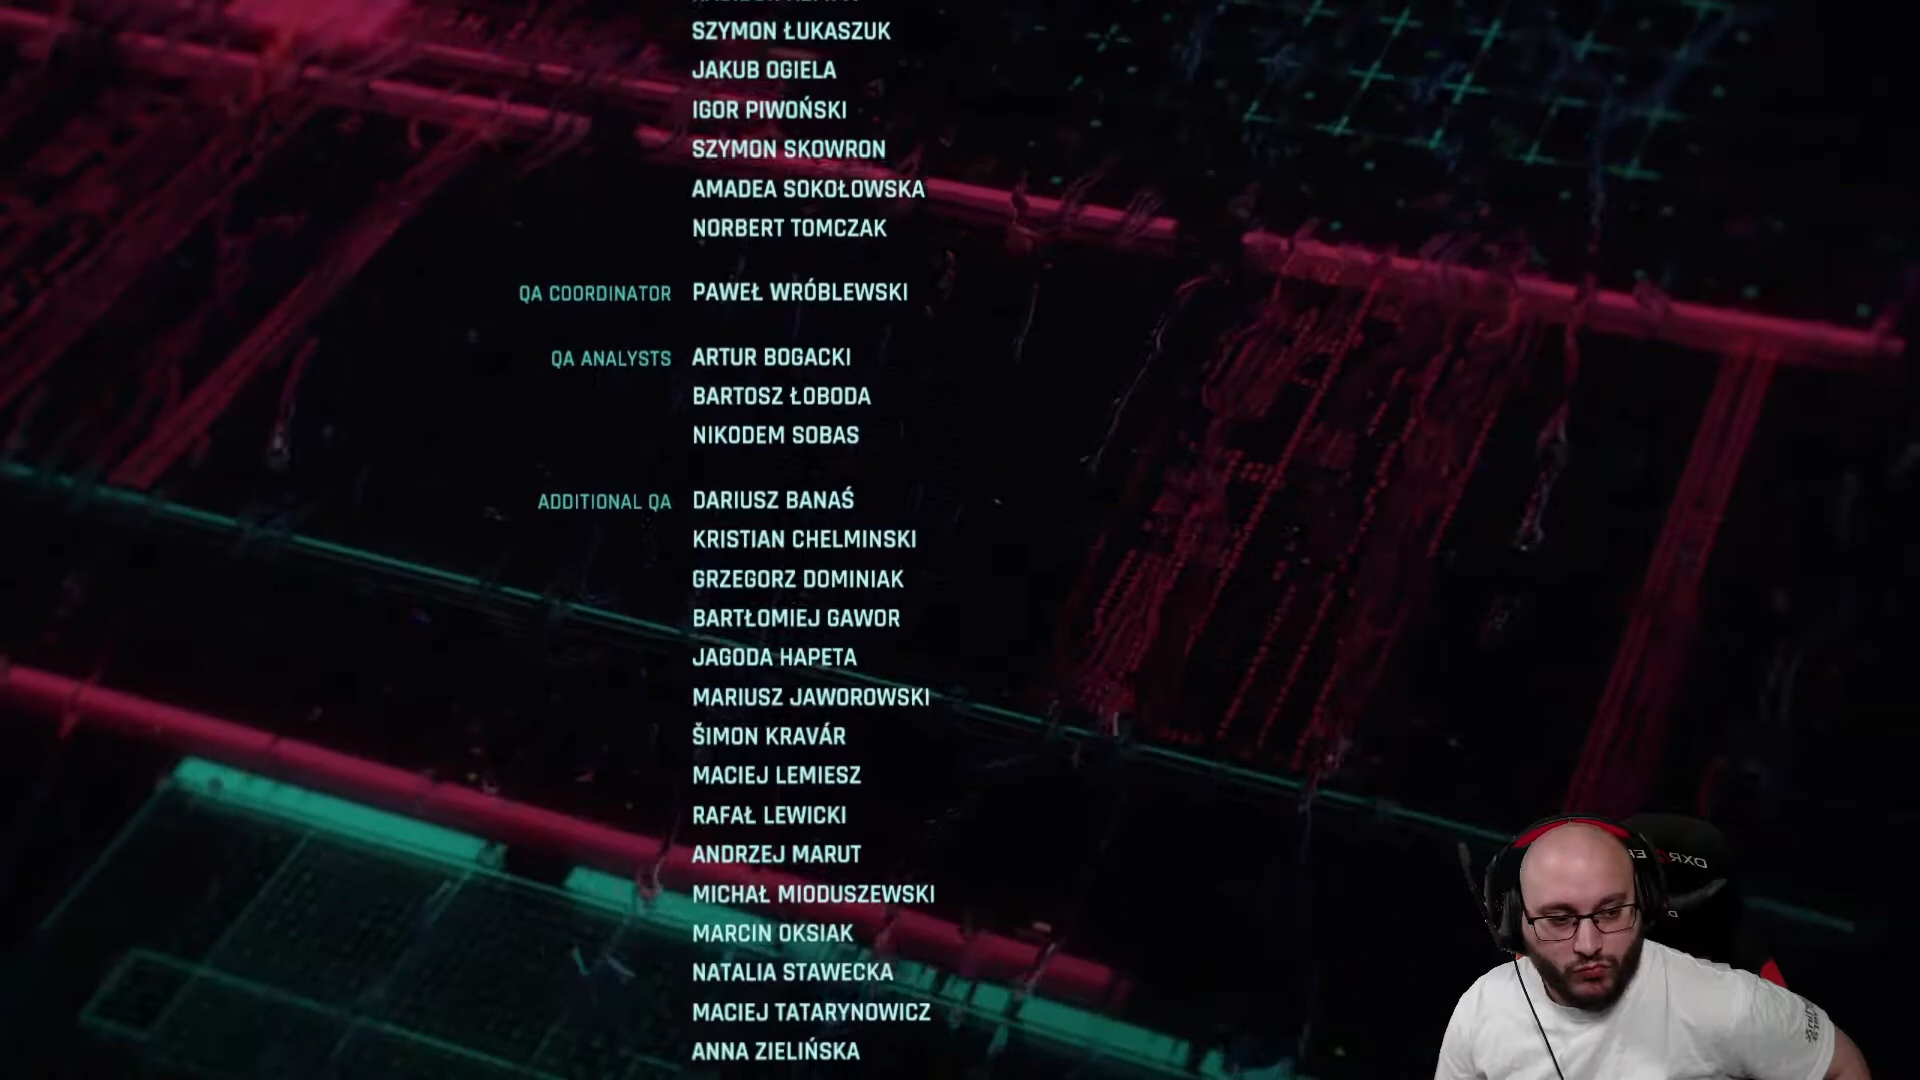 SZYMON ŁUKASZUK
JAKUB OGIELA
IGOR PIWOŃSKI
SZYMON SKOWRON
AMADEA SOKOŁOWSKA
NORBERT TOMCZAK
QA COORDINATOR PAWEŁ WRÓBLEWSKI
QA ANALYSTS ARTUR BOGACKI
BARTOSZ ŁOBODA
NIKODEM SOBAS
ADDITIONAL QA DARIUSZ BANAŚ
KRISTIAN CHELMINSKI
GRZEGORZ DOMINIAK
BARTŁOMIEJ GAWOR
JAGODA HAPETA
MARIUSZ JAWOROWSKI
ŠIMON KRAVÁR
MACIEJ LEMIESZ
RAFAŁ LEWICKI
ANDRZEJ MARUT
MICHAŁ MIODUSZEWSKI
MARCIN OKSIAK
NATALIA STAWECKA
MACIEJ TATARYNOWICZ
ANNA ZIELIŃSKA